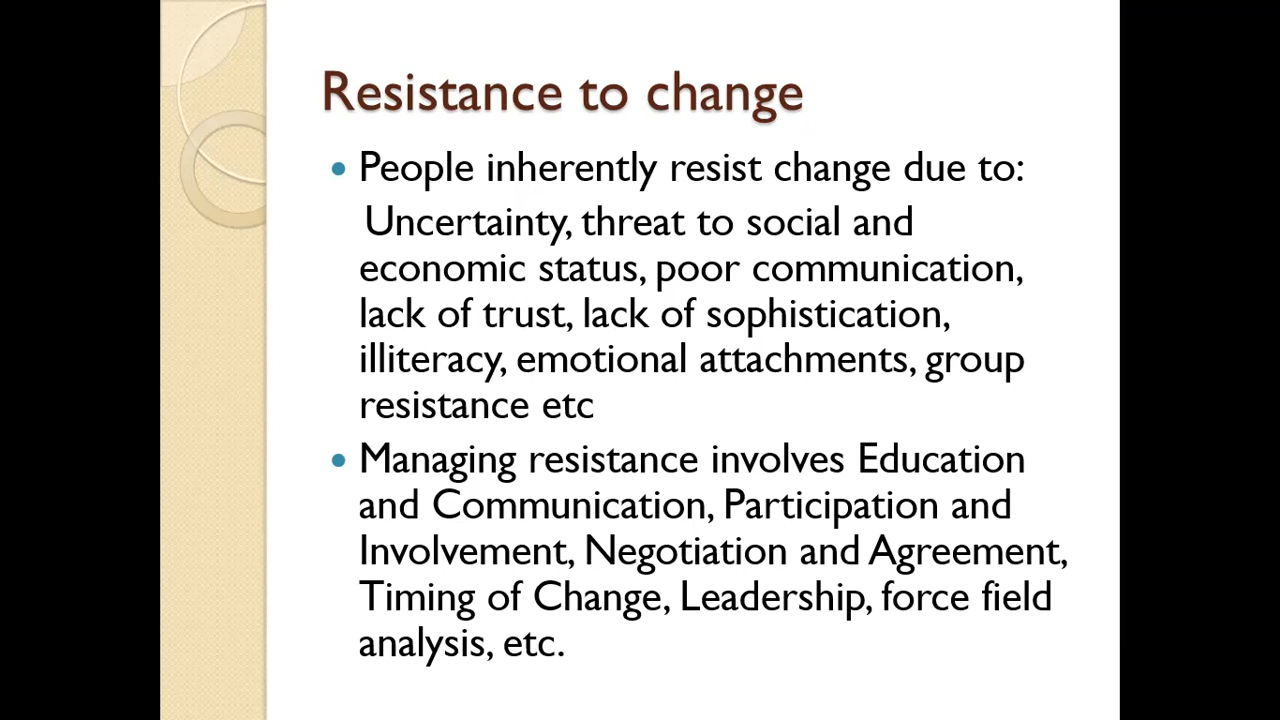 Resistance to change
• People inherently resist change due to:
Uncertainty, threat to social and
economic status, poor communication,
lack of trust, lack of sophistication,
illiteracy, emotional attachments, group
resistance etc
• Managing resistance involves Education
and Communication, Participation and
Involvement, Negotiation and Agreement,
Timing of Change, Leadership, force field
analysis, etc.